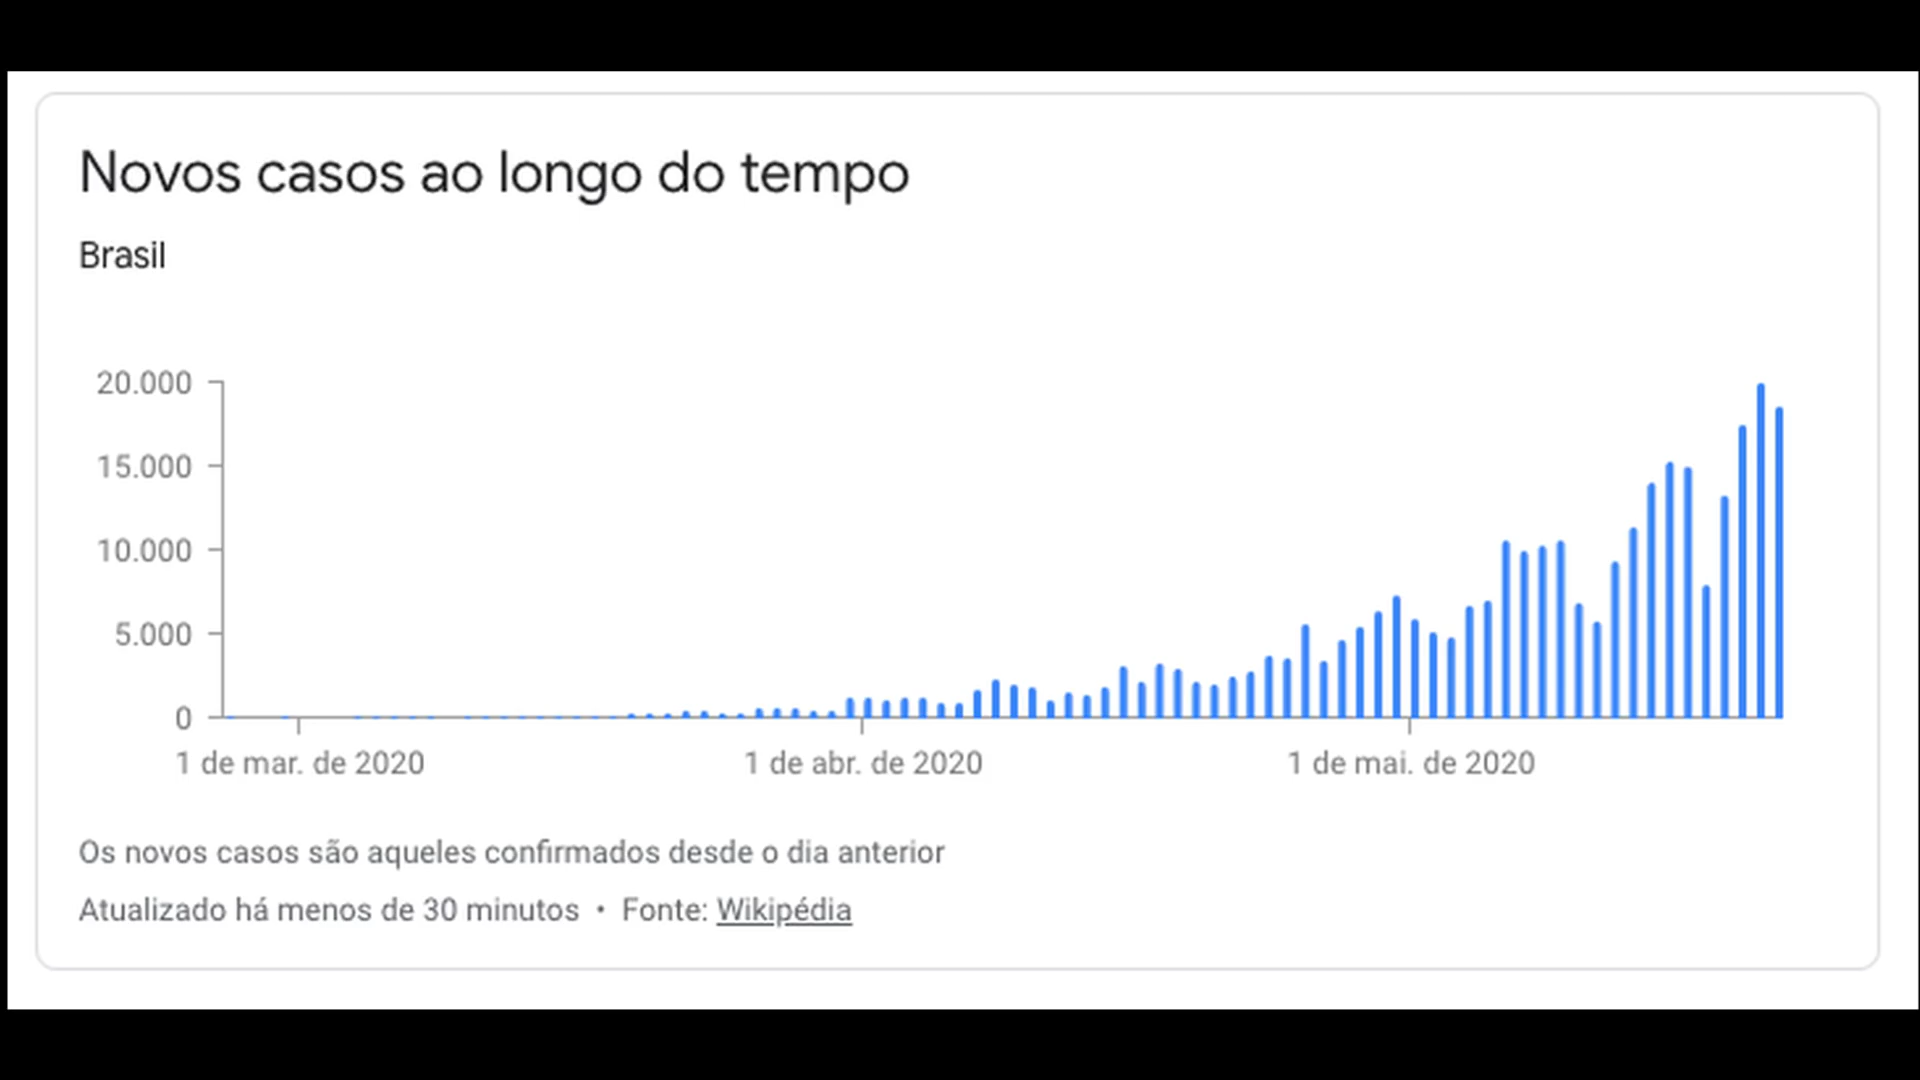 Novos casos ao longo do tempo
Brasil
20.000
15.000
10.000
5.000
0
1 de mar. de 2020 1 de abr. de 2020 1 de mai. de 2020
Os novos casos são aqueles confirmados desde o dia anterior
Atualizado há menos de 30 minutos • Fonte: Wikipédia